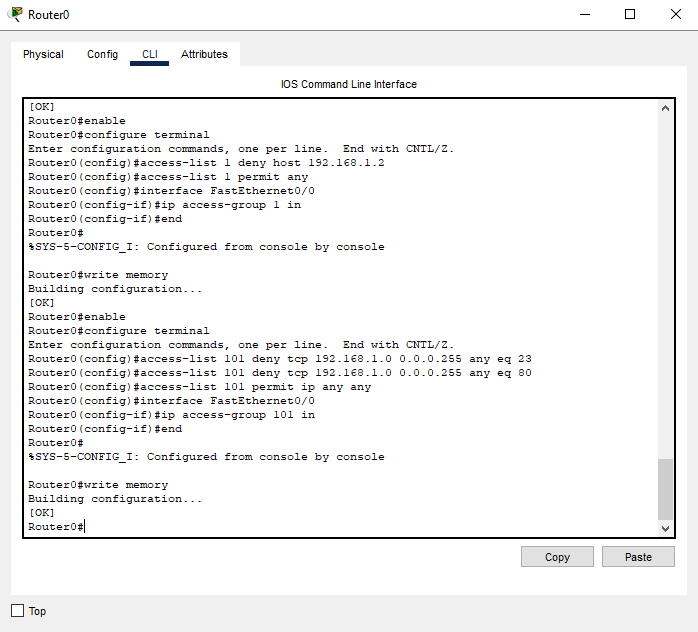 Router0
Physical Config CLI Attributes
IOS Command Line Interface
[OK]
Router0#enable
Router0#configure terminal
Enter configuration commands, one per line.  End with CNTL/Z.
Router0(config)#access-list 1 deny host 192.168.1.2
Router0(config)#access-list 1 permit any
Router0(config)#interface FastEthernet0/0
Router0(config-if)#ip access-group 1 in
Router0(config-if)#end
Router0#
%SYS-5-CONFIG_I: Configured from console by console
Router0#write memory
Building configuration...
[OK]
Router0#enable
Router0#configure terminal
Enter configuration commands, one per line.  End with CNTL/Z.
Router0(config)#access-list 101 deny tcp 192.168.1.0 0.0.0.255 any eq 23
Router0(config)#access-list 101 deny tcp 192.168.1.0 0.0.0.255 any eq 80
Router0(config)#access-list 101 permit ip any any
Router0(config)#interface FastEthernet0/0
Router0(config-if)#ip access-group 101 in
Router0(config-if)#end
Router0#
%SYS-5-CONFIG_I: Configured from console by console
Router0#write memory
Building configuration...
[OK]
Router0#
Copy Paste
Top